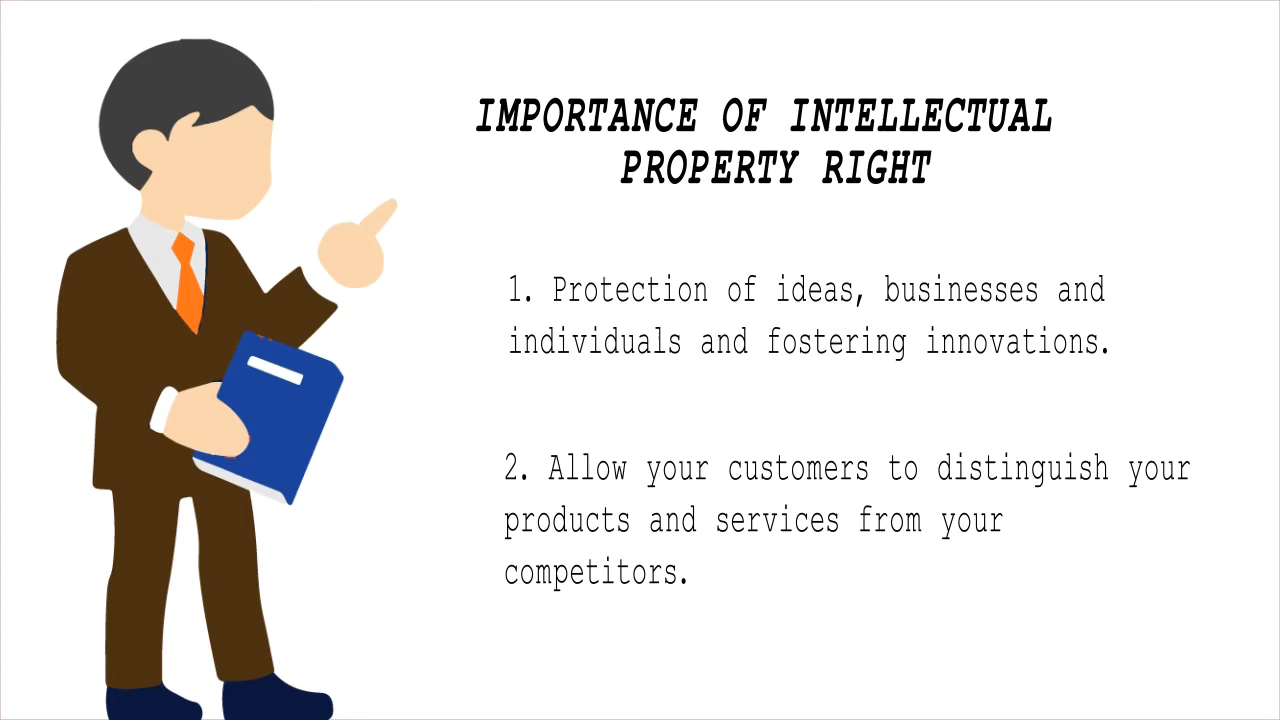 IMPORTANCE OF INTELLECTUAL
PROPERTY RIGHT
1. Protection of ideas, businesses and
individuals and fostering innovations.
2. Allow your customers to distinguish your
products and services from your
competitors.